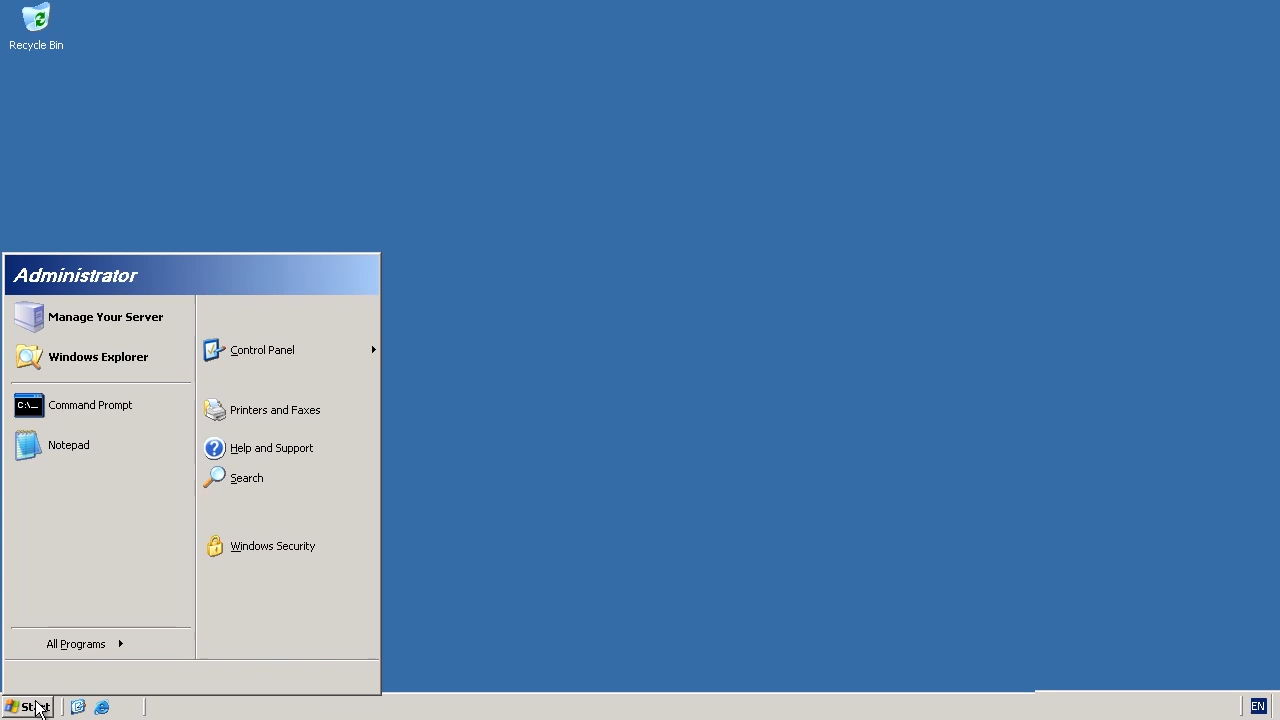 Recycle Bin
Administrator
Manage Your Server
Windows Explorer
Command Prompt
Notepad
All Programs
Control Panel
Printers and Faxes
Help and Support
Search
Windows Security
Start
EN